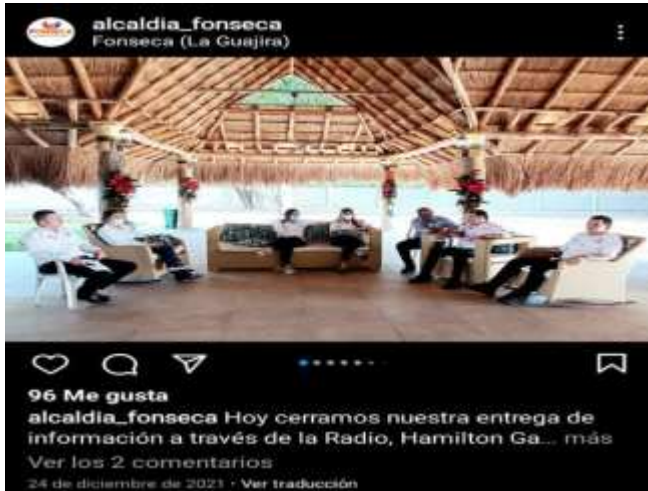 alcaldia_fonseca
Fonseca (La Guajira)
FONSECA
96 Me gusta
alcaldia_fonseca Hoy cerramos nuestra entrega de
información a través de la Radio, Hamilton Ga... más
Ver los 2 comentarios
24 de diciembre de 2021 · Ver traducción